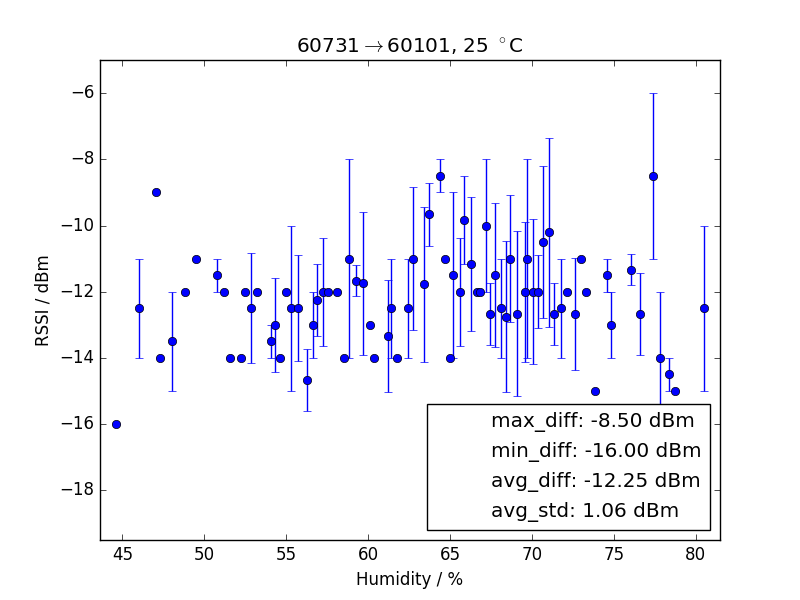 60731→60101, 25 °C
RSSI / dBm
−6
−8
−10
−12
−14
−16
−18
max_diff: -8.50 dBm
min_diff: -16.00 dBm
avg_diff: -12.25 dBm
avg_std: 1.06 dBm
45 50 55 60 65 70 75 80
Humidity / %